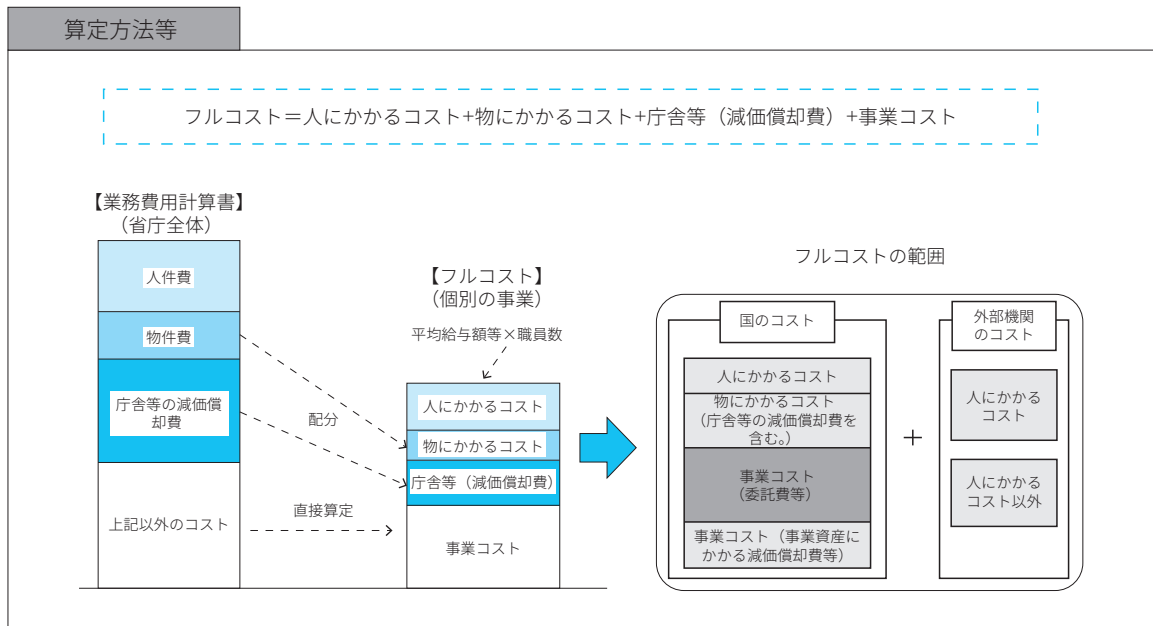 算定方法等
フルコスト＝人にかかるコスト+物にかかるコスト+庁舎等（減価償却費）+事業コスト
【業務費用計算書】
（省庁全体）
人件費
物件費
庁舎等の減価償
却費
上記以外のコスト
配分
直接算定
【フルコスト】
（個別の事業）
平均給与額等×職員数
人にかかるコスト
物にかかるコスト
庁舎等（減価償却費）
事業コスト
フルコストの範囲
国のコスト
人にかかるコスト
物にかかるコスト
（庁舎等の減価償却費を
含む。）
事業コスト
（委託費等）
事業コスト（事業資産に
かかる減価償却費等）
+
外部機関
のコスト
人にかかる
コスト
人にかかる
コスト以外